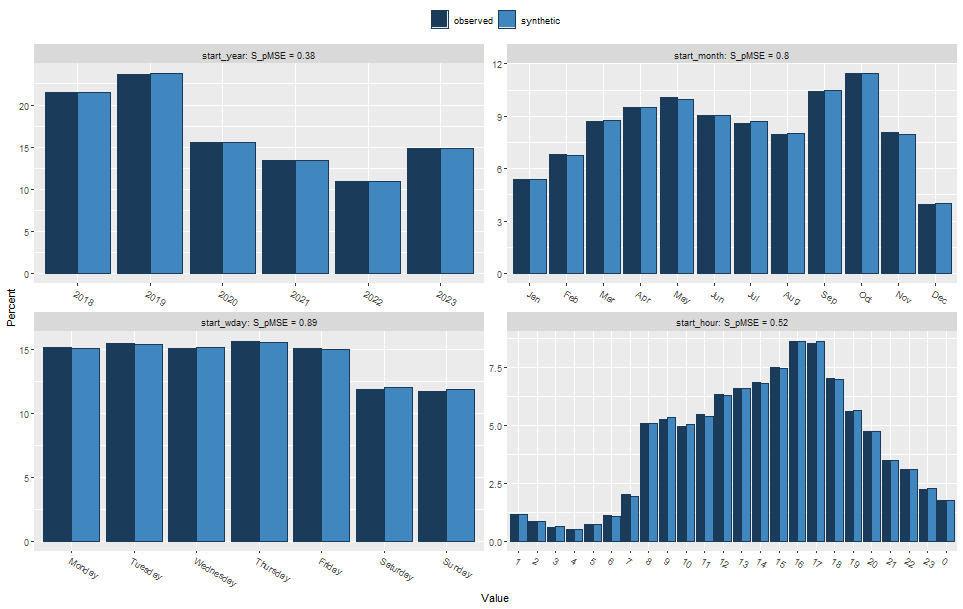 observed synthetic
start_year: S_pMSE = 0.38
20
15
10
5
0
2018 2019 2020 2021 2022 2023
start_month: S_pMSE = 0.8
12
9
6
3
0
Jan Feb Mar Apr May Jun Jul Aug Sep Oct Nov Dec
Percent
start_wday: S_pMSE = 0.89
15
10
5
0
Monday Tuesday Wednesday Thursday Friday Saturday Sunday
start_hour: S_pMSE = 0.52
7.5
5.0
2.5
0.0
1 2 3 4 5 6 7 8 9 10 11 12 13 14 15 16 17 18 19 20 21 22 23 0
Value